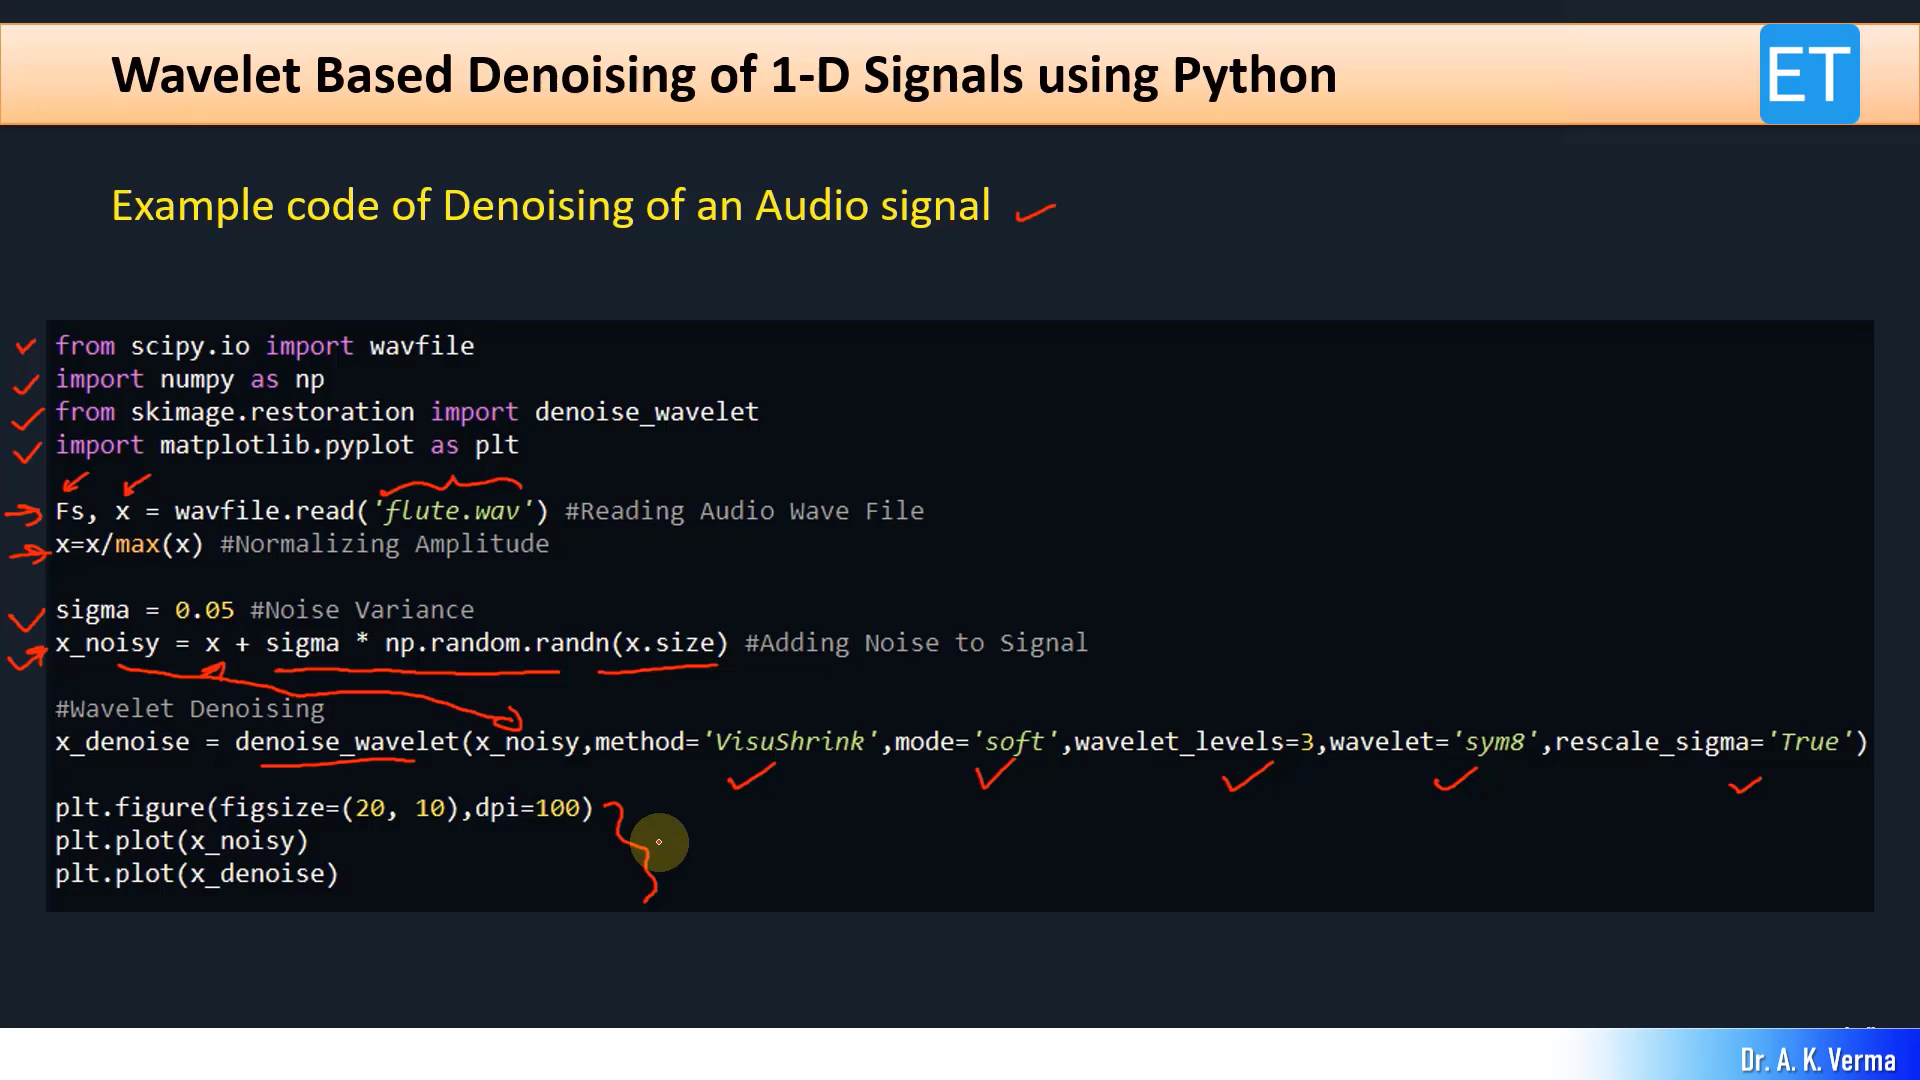 Wavelet Based Denoising of 1-D Signals using Python
ET
Example code of Denoising of an Audio signal
from scipy.io import wavfile
import numpy as np
from skimage.restoration import denoise_wavelet
import matplotlib.pyplot as plt
Fs, x = wavfile.read('flute.wav') #Reading Audio Wave File
x=x/max(x) #Normalizing Amplitude
sigma = 0.05 #Noise Variance
x_noisy = x + sigma * np.random.randn(x.size) #Adding Noise to Signal
#Wavelet Denoising
x_denoise = denoise_wavelet(x_noisy,method='VisuShrink',mode='soft',wavelet_levels=3,wavelet='sym8',rescale_sigma='True')
plt.figure(figsize=(20, 10),dpi=100)
plt.plot(x_noisy)
plt.plot(x_denoise)
Dr. A. K. Verma